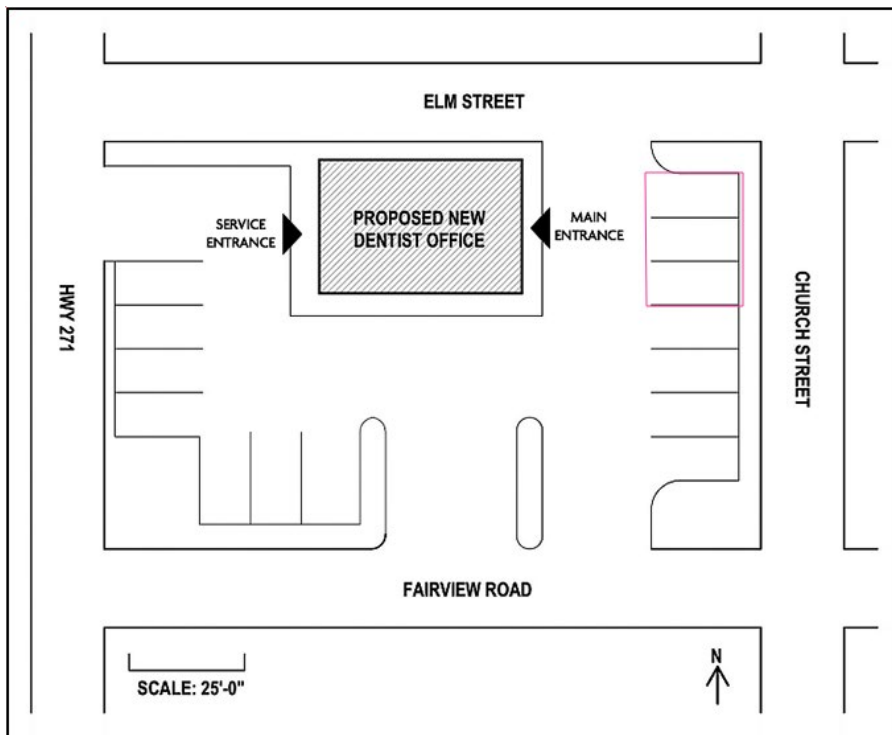 ELM STREET
SERVICE
ENTRANCE
PROPOSED NEW
DENTIST OFFICE
MAIN
ENTRANCE
HWY 271
CHURCH STREET
FAIRVIEW ROAD
SCALE: 25'-0"
N